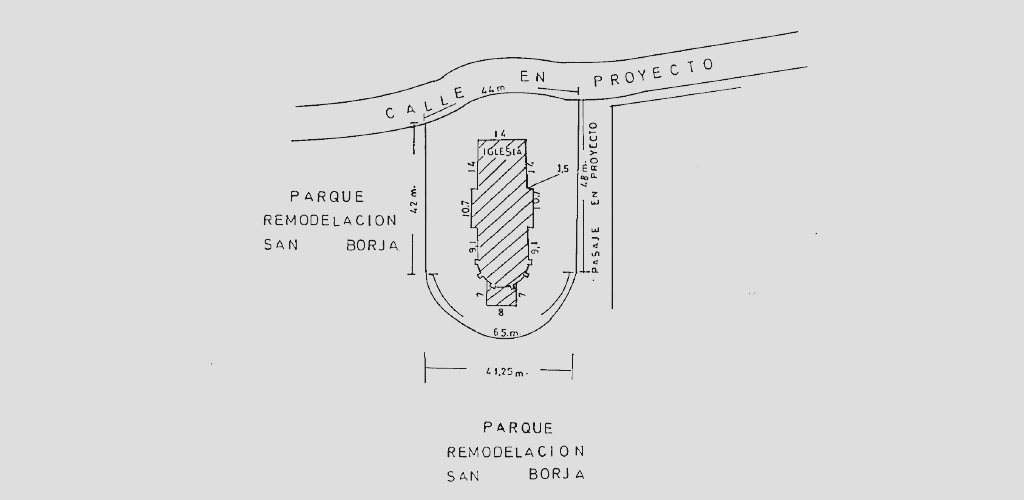 CALLE EN PROYECTO
44 m
14
IGLESIA
14
14
1,5
48 m.
PASAJE EN PROYECTO
42 m.
PARQUE
REMODELACION
SAN BORJA
10.7
10.7
9,1
9,1
7
7
8
65.m.
41,25 m.
PARQUE
REMODELACION
SAN BORJA